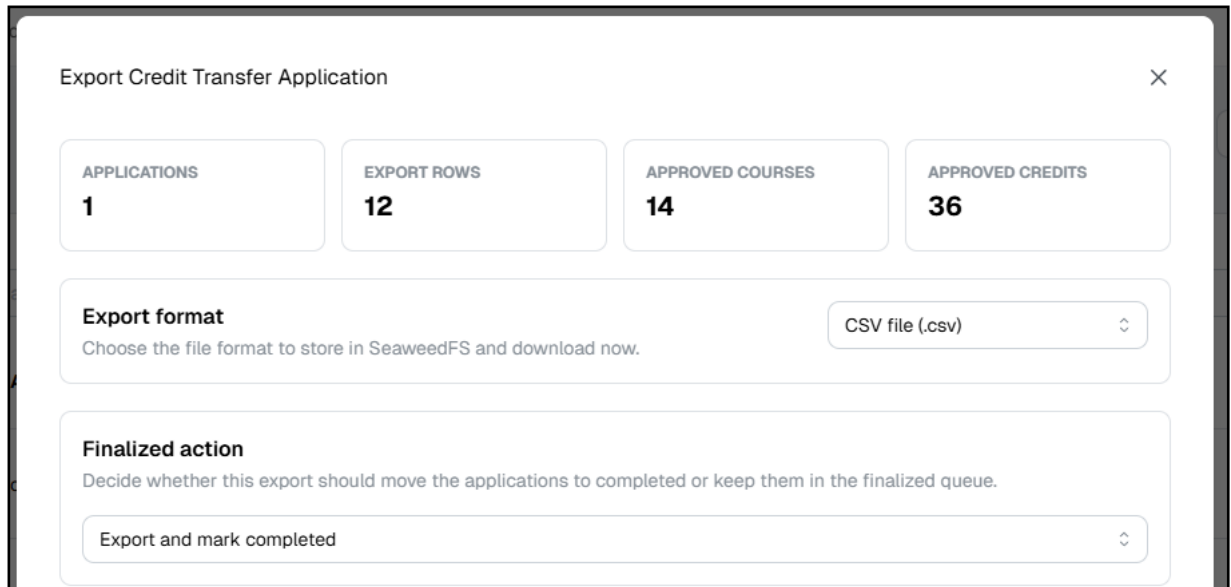 Export Credit Transfer Application
APPLICATIONS
1
EXPORT ROWS
12
APPROVED COURSES
14
APPROVED CREDITS
36
Export format
Choose the file format to store in SeaweedFS and download now.
CSV file (.csv)
Finalized action
Decide whether this export should move the applications to completed or keep them in the finalized queue.
Export and mark completed